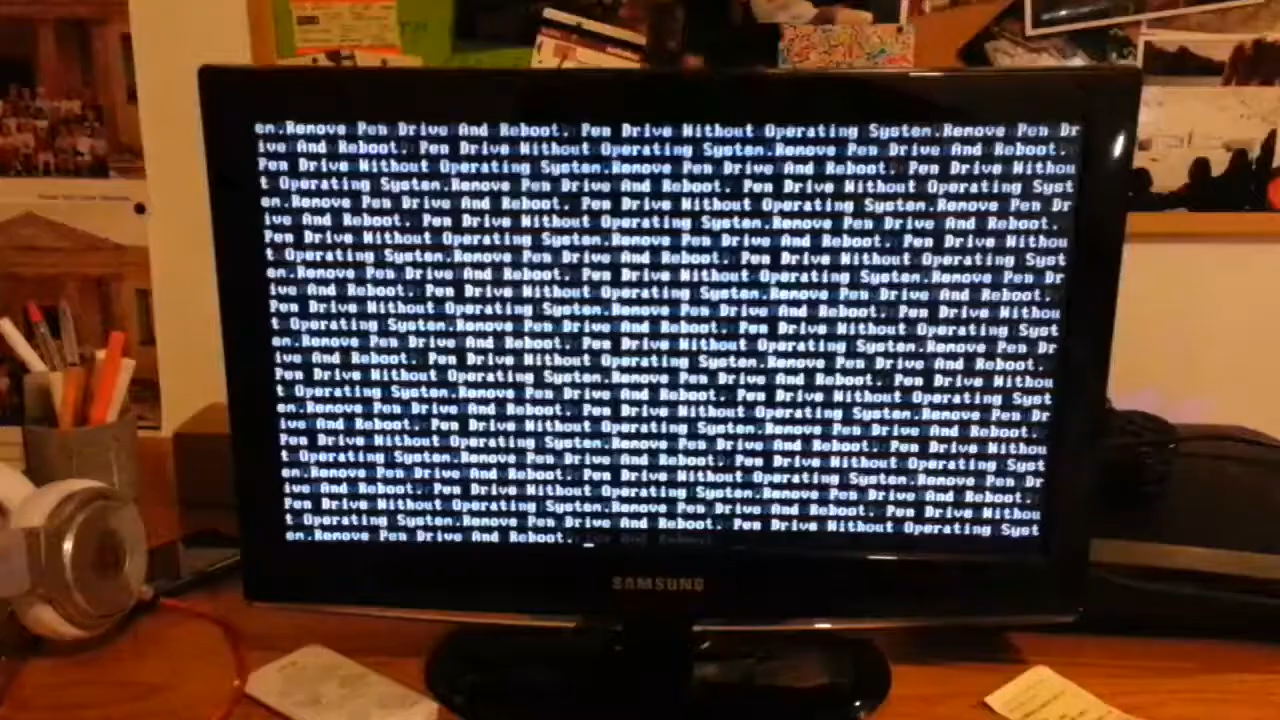 em.Remove Pen Drive And Reboot. Pen Drive Without Operating System.Remove Pen Dr
ive And Reboot. Pen Drive Without Operating System.Remove Pen Drive And Reboot.
Pen Drive Without Operating System.Remove Pen Drive And Reboot. Pen Drive Withou
t Operating System.Remove Pen Drive And Reboot. Pen Drive Without Operating Syst
em.Remove Pen Drive And Reboot. Pen Drive Without Operating System.Remove Pen Dr
ive And Reboot. Pen Drive Without Operating System.Remove Pen Drive And Reboot.
Pen Drive Without Operating System.Remove Pen Drive And Reboot. Pen Drive Withou
t Operating System.Remove Pen Drive And Reboot. Pen Drive Without Operating Syst
em.Remove Pen Drive And Reboot. Pen Drive Without Operating System.Remove Pen Dr
ive And Reboot. Pen Drive Without Operating System.Remove Pen Drive And Reboot.
Pen Drive Without Operating System.Remove Pen Drive And Reboot. Pen Drive Withou
t Operating System.Remove Pen Drive And Reboot. Pen Drive Without Operating Syst
em.Remove Pen Drive And Reboot. Pen Drive Without Operating System.Remove Pen Dr
ive And Reboot. Pen Drive Without Operating System.Remove Pen Drive And Reboot.
Pen Drive Without Operating System.Remove Pen Drive And Reboot. Pen Drive Withou
t Operating System.Remove Pen Drive And Reboot. Pen Drive Without Operating Syst
em.Remove Pen Drive And Reboot. Pen Drive Without Operating System.Remove Pen Dr
ive And Reboot. Pen Drive Without Operating System.Remove Pen Drive And Reboot.
Pen Drive Without Operating System.Remove Pen Drive And Reboot. Pen Drive Withou
t Operating System.Remove Pen Drive And Reboot. Pen Drive Without Operating Syst
em.Remove Pen Drive And Reboot. Pen Drive Without Operating System.Remove Pen Dr
ive And Reboot. Pen Drive Without Operating System.Remove Pen Drive And Reboot.
Pen Drive Without Operating System.Remove Pen Drive And Reboot. Pen Drive Withou
t Operating System.Remove Pen Drive And Reboot. Pen Drive Without Operating Syst
em.Remove Pen Drive And Reboot. _
SAMSUNG